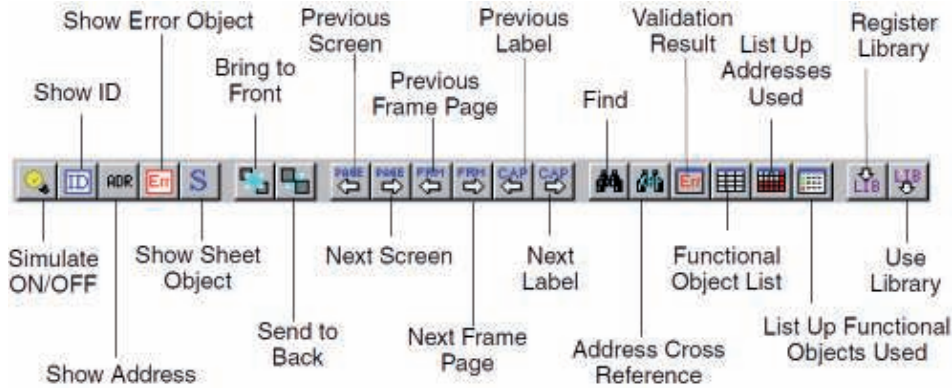 Show Error Object
Previous
Screen
Previous
Label
Validation
Result
List Up
Addresses
Used
Register
Library
Show ID
Bring to
Front
Previous
Frame Page
Find
ID ADR Err S PAGE PAGE FRM FRM CAP CAP Err LIB LIB
Simulate
ON/OFF
Show Sheet
Object
Next Screen
Next
Label
Functional
Object List
Use
Library
Show Address
Send to
Back
Next Frame
Page
Address Cross
Reference
List Up Functional
Objects Used